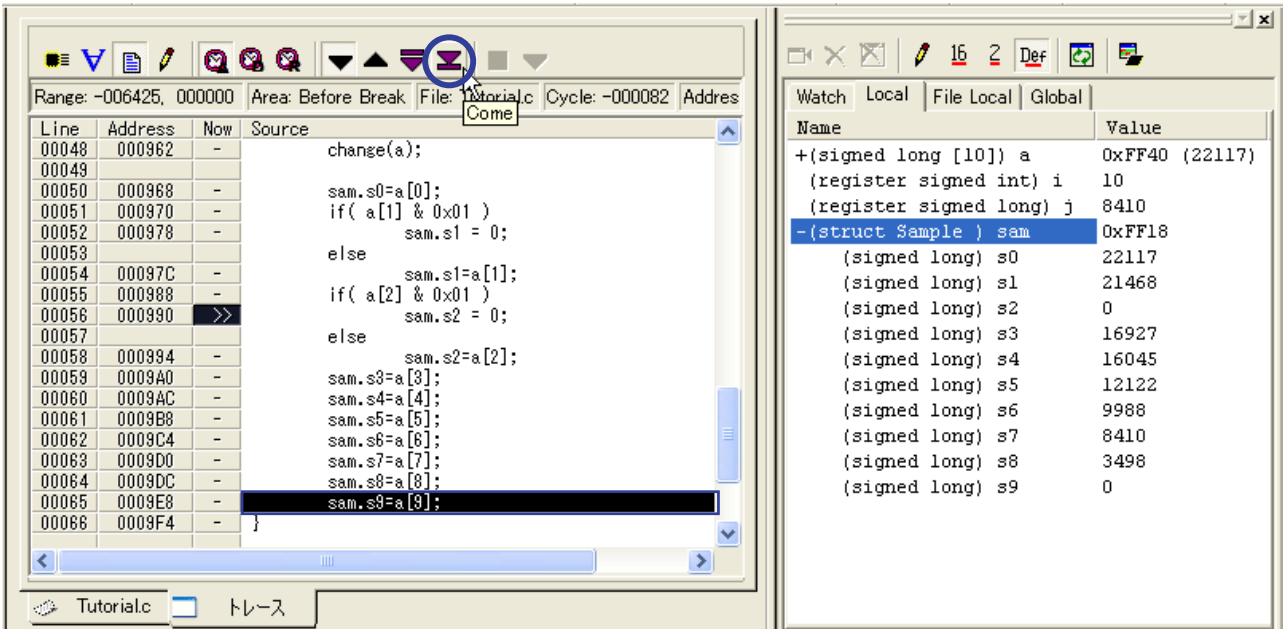 16 2 Def
Range: -006425, 000000 Area: Before Break File: Tutorial.c Cycle: -000082 Addres
Come
Line Address Now Source
00048 000962 - change(a);
00049
00050 000968 - sam.s0=a[0];
00051 000970 - if( a[1] & 0x01 )
00052 000978 - sam.s1 = 0;
00053 else
00054 00097C - sam.s1=a[1];
00055 000988 - if( a[2] & 0x01 )
00056 000990 >> sam.s2 = 0;
00057 else
00058 000994 - sam.s2=a[2];
00059 0009A0 - sam.s3=a[3];
00060 0009AC - sam.s4=a[4];
00061 0009B8 - sam.s5=a[5];
00062 0009C4 - sam.s6=a[6];
00063 0009D0 - sam.s7=a[7];
00064 0009DC - sam.s8=a[8];
00065 0009E8 - sam.s9=a[9];
00066 0009F4 - }
Tutorial.c トレース
Watch Local File Local Global
Name Value
+(signed long [10]) a 0xFF40 (22117)
(register signed int) i 10
(register signed long) j 8410
-(struct Sample ) sam 0xFF18
(signed long) s0 22117
(signed long) s1 21468
(signed long) s2 0
(signed long) s3 16927
(signed long) s4 16045
(signed long) s5 12122
(signed long) s6 9988
(signed long) s7 8410
(signed long) s8 3498
(signed long) s9 0